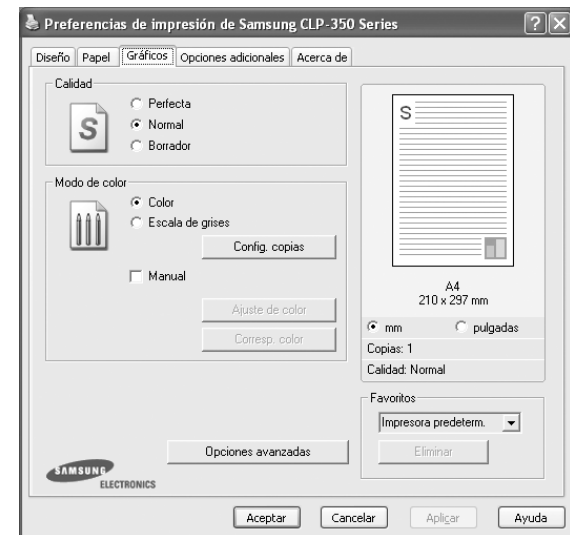 Preferencias de impresión de Samsung CLP-350 Series
Diseño Papel Gráficos Opciones adicionales Acerca de
Calidad
S
Perfecta
Normal
Borrador
Modo de color
Color
Escala de grises
Config. copias
Manual
Ajuste de color
Corresp. color
S
A4
210 x 297 mm
mm pulgadas
Copias: 1
Calidad: Normal
Favoritos
Impresora predeterm.
Eliminar
Opciones avanzadas
SAMSUNG
ELECTRONICS
Aceptar Cancelar Aplicar Ayuda